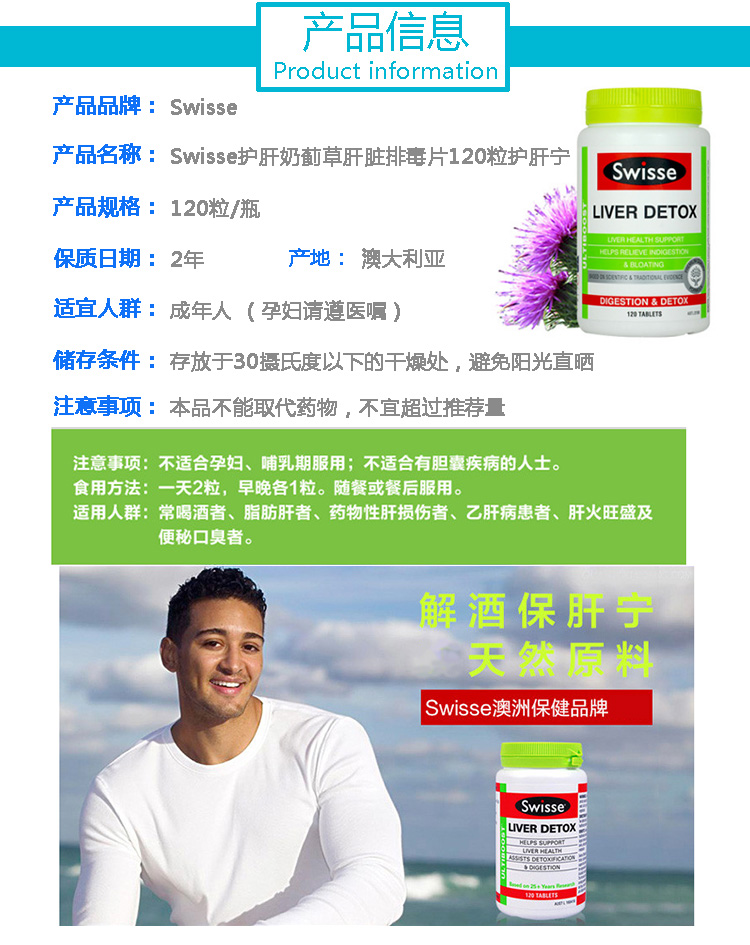 产品信息
Product information
产品品牌： Swisse
产品名称： Swisse护肝奶蓟草肝脏排毒片120粒护肝宁
产品规格： 120粒/瓶
保质日期： 2年 产地： 澳大利亚
适宜人群： 成年人 （孕妇请遵医嘱）
储存条件： 存放于30摄氏度以下的干燥处，避免阳光直晒
注意事项： 本品不能取代药物，不宜超过推荐量
Swisse
ULTIBOOST
LIVER DETOX
LIVER HEALTH SUPPORT
HELPS RELIEVE INDIGESTION
& BLOATING
BASED ON SCIENTIFIC & TRADITIONAL EVIDENCE
DIGESTION & DETOX
120 TABLETS
注意事项：不适合孕妇、哺乳期服用；不适合有胆囊疾病的人士。
食用方法：一天2粒，早晚各1粒。随餐或餐后服用。
适用人群：常喝酒者、脂肪肝者、药物性肝损伤者、乙肝病患者、肝火旺盛及
便秘口臭者。
解酒保肝宁
天然原料
Swisse澳洲保健品牌
Swisse
ULTIBOOST
LIVER DETOX
HELPS SUPPORT
LIVER HEALTH
ASSISTS DETOXIFICATION
& DIGESTION
Based on 25+ Years Research
120 TABLETS